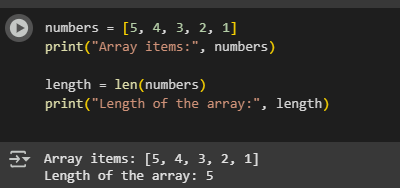 numbers = [5, 4, 3, 2, 1]
print("Array items:", numbers)

length = len(numbers)
print("Length of the array:", length)

Array items: [5, 4, 3, 2, 1]
Length of the array: 5